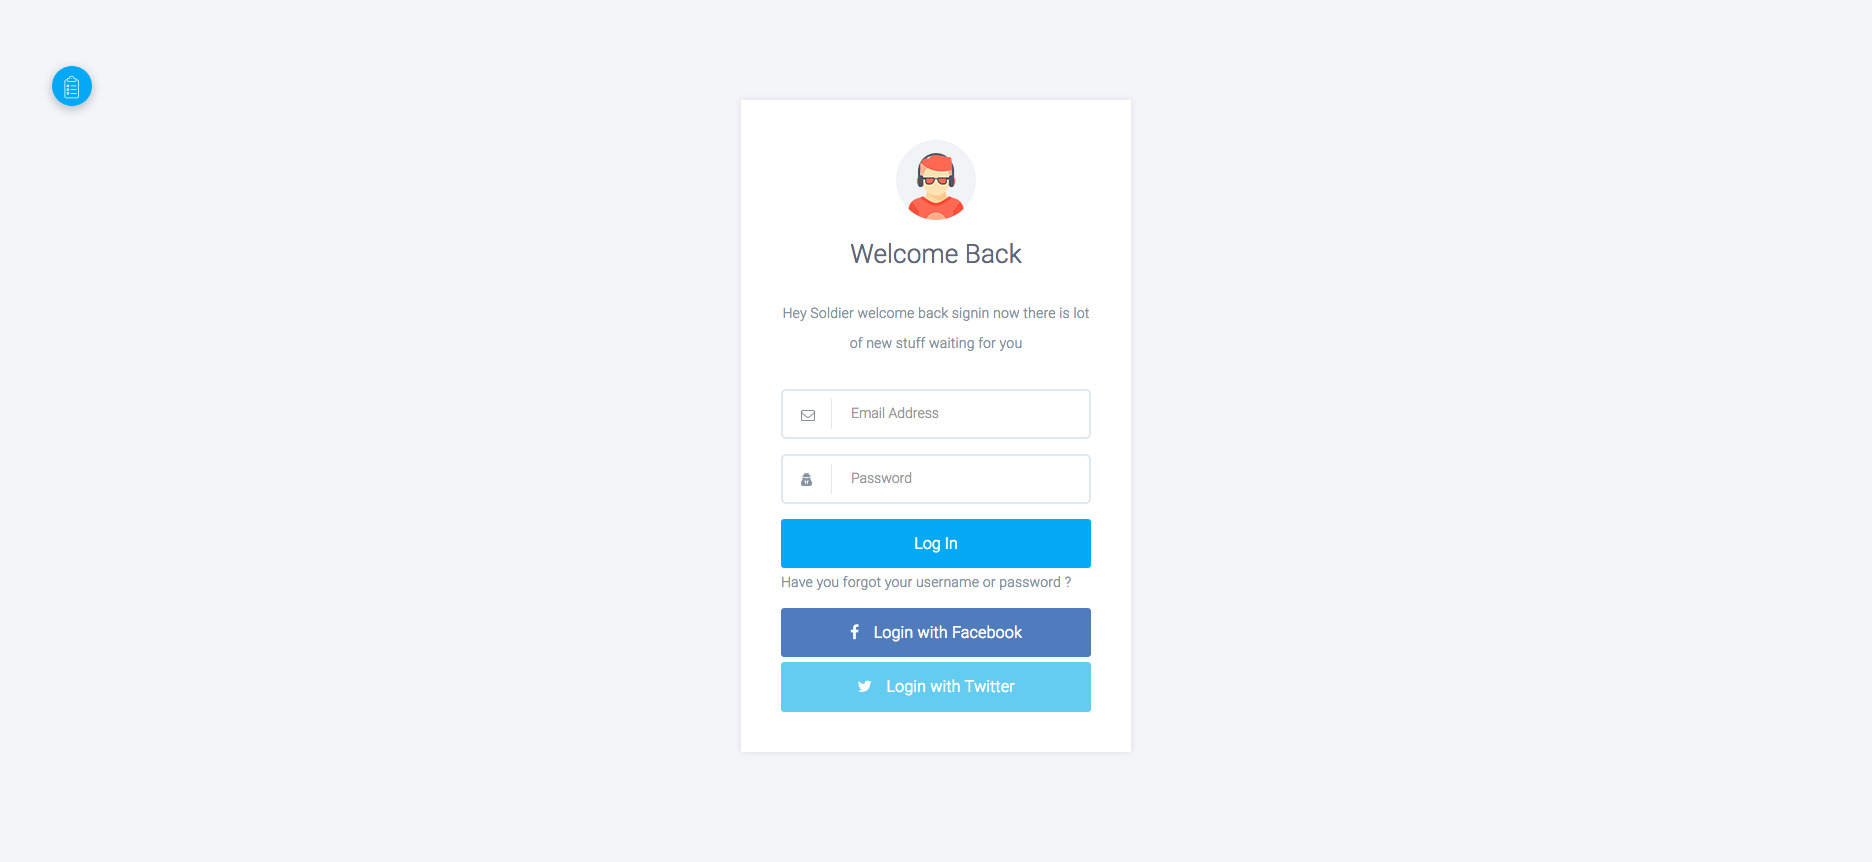 Welcome Back
Hey Soldier welcome back signin now there is lot
of new stuff waiting for you
Email Address
Password
Log In
Have you forgot your username or password ?
Login with Facebook
Login with Twitter